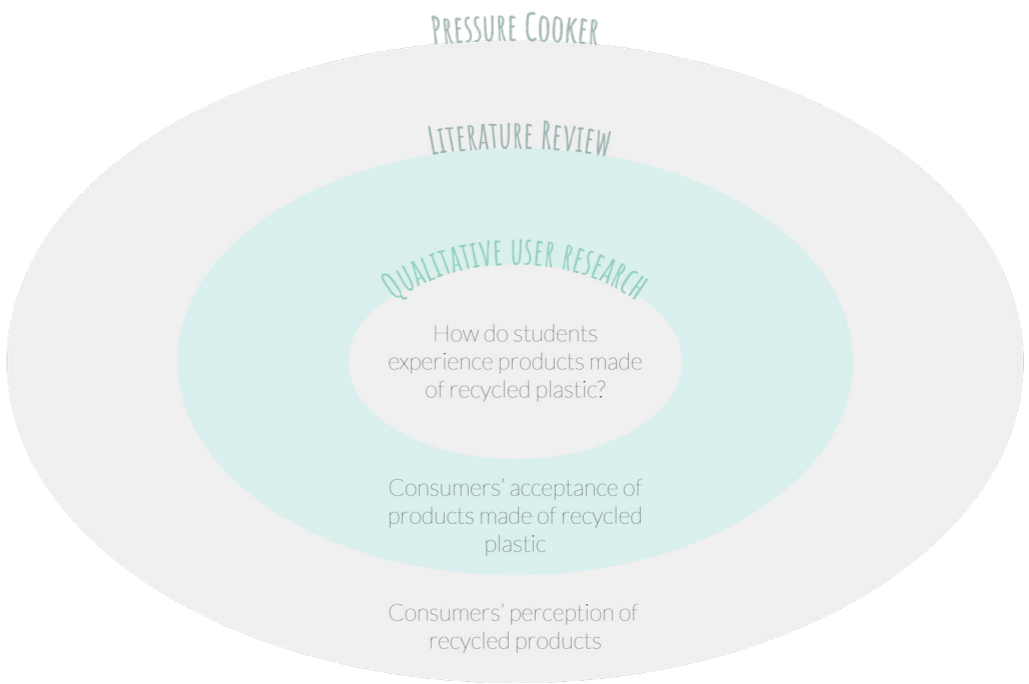 Pressure Cooker
Literature Review
Qualitative user research
How do students
experience products made
of recycled plastic?
Consumers' acceptance of
products made of recycled
plastic
Consumers' perception of
recycled products